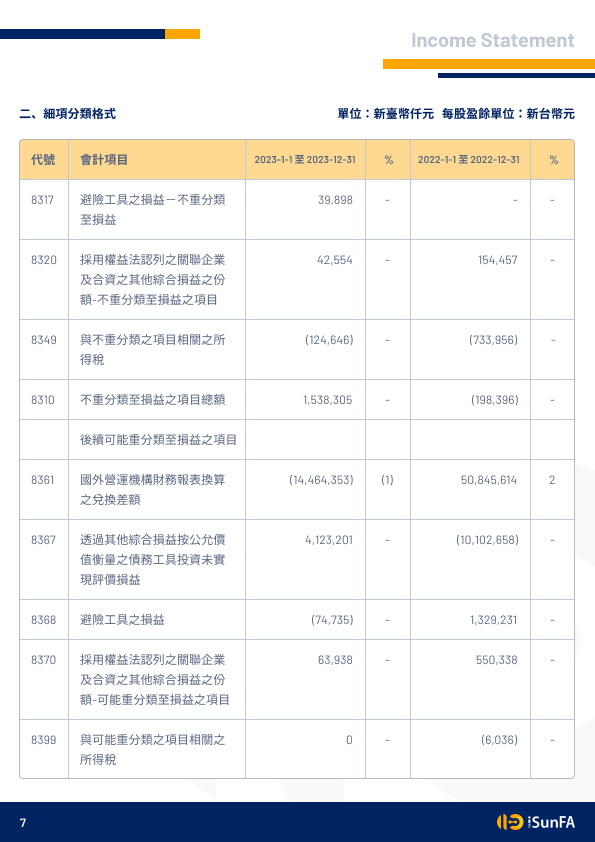 Income Statement
二、細項分類格式 單位：新臺幣仟元 每股盈餘單位：新台幣元
代號 會計項目 2023-1-1 至 2023-12-31 % 2022-1-1 至 2022-12-31 %
8317 避險工具之損益－不重分類 39,898 - - -
至損益
8320 採用權益法認列之關聯企業 42,554 - 154,457 -
及合資之其他綜合損益之份
額-不重分類至損益之項目
8349 與不重分類之項目相關之所 (124,646) - (733,956) -
得稅
8310 不重分類至損益之項目總額 1,538,305 - (198,396) -
後續可能重分類至損益之項目
8361 國外營運機構財務報表換算 (14,464,353) (1) 50,845,614 2
之兌換差額
8367 透過其他綜合損益按公允價 4,123,201 - (10,102,658) -
值衡量之債務工具投資未實
現評價損益
8368 避險工具之損益 (74,735) - 1,329,231 -
8370 採用權益法認列之關聯企業 63,938 - 550,338 -
及合資之其他綜合損益之份
額-可能重分類至損益之項目
8399 與可能重分類之項目相關之 0 - (6,036) -
所得稅
7 iSunFA